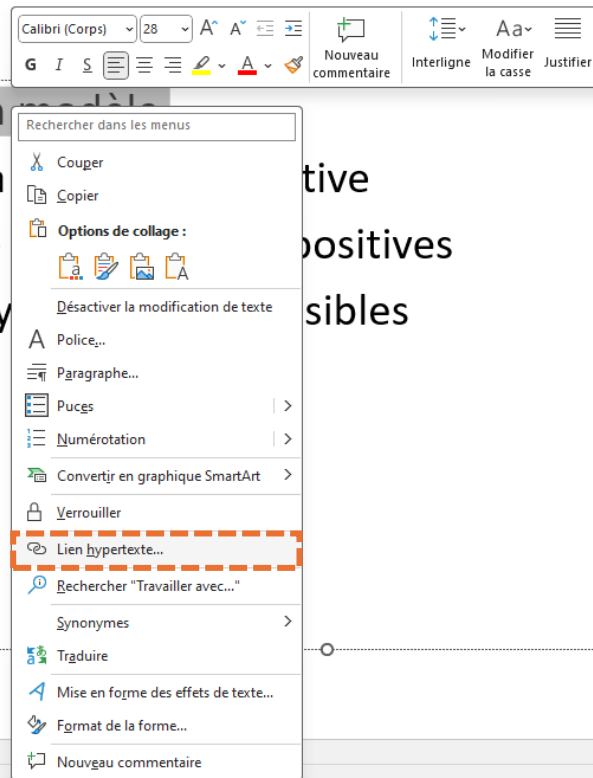 Calibri (Corps) 28 A A
G I S A
Nouveau
commentaire
Interligne
Aa
Modifier
la casse
Justifier
modèle
Rechercher dans les menus
Couper
tive
Copier
Options de collage :
positives
Désactiver la modification de texte
sibles
Police...
Paragraphe...
Puces
Numérotation
Convertir en graphique SmartArt
Verrouiller
Lien hypertexte...
Rechercher "Travailler avec..."
Synonymes
Traduire
Mise en forme des effets de texte...
Format de la forme...
Nouveau commentaire